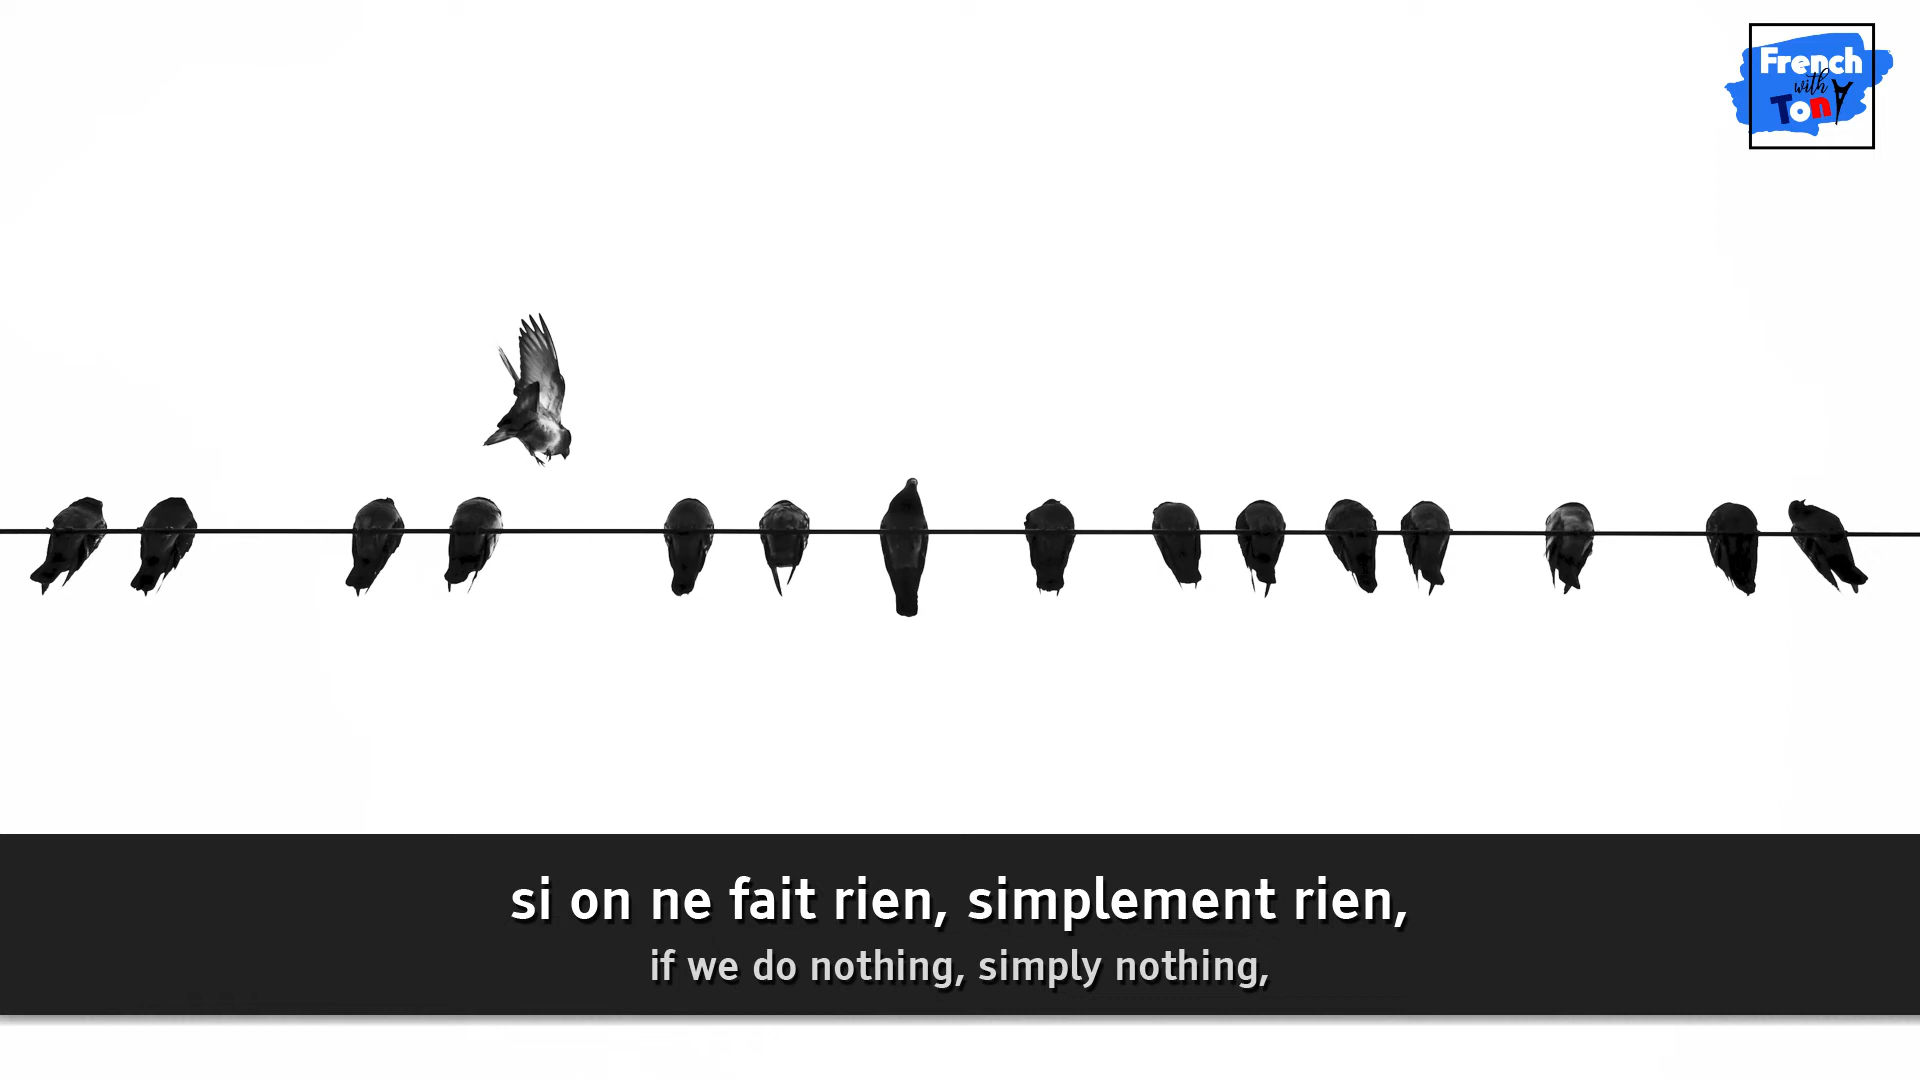 French
with
Tony
si on ne fait rien, simplement rien,
if we do nothing, simply nothing,